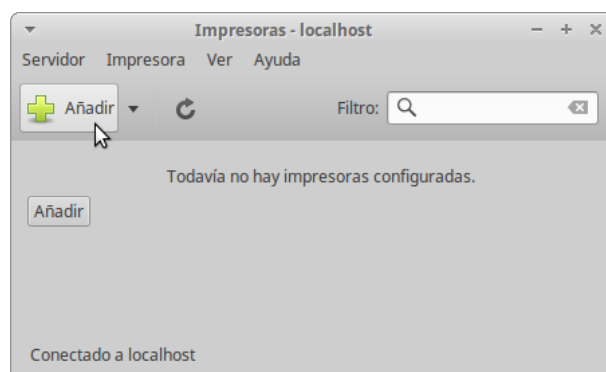 Impresoras - localhost
Servidor Impresora Ver Ayuda
Añadir Filtro:
Todavía no hay impresoras configuradas.
Añadir
Conectado a localhost